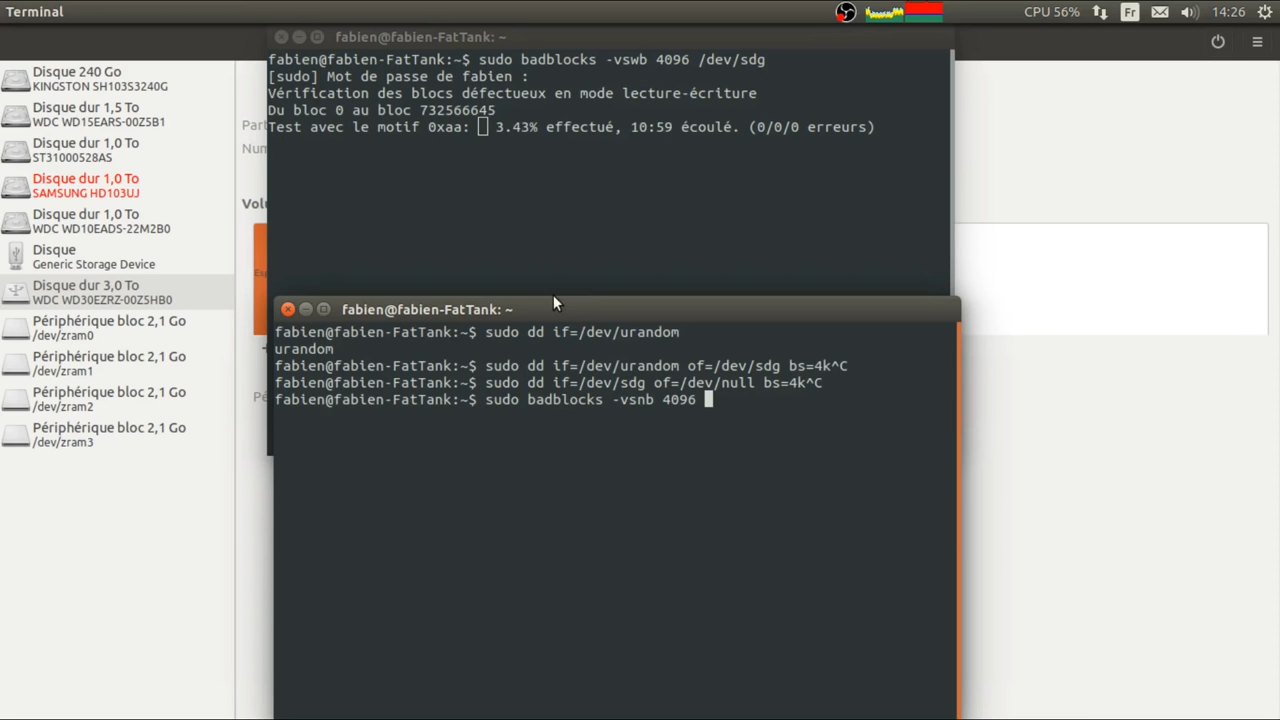 Terminal
CPU 56%
Fr
14:26
Disque 240 Go
KINGSTON SH103S3240G
Disque dur 1,5 To
WDC WD15EARS-00Z5B1
Disque dur 1,0 To
ST31000528AS
Disque dur 1,0 To
SAMSUNG HD103UJ
Disque dur 1,0 To
WDC WD10EADS-22M2B0
Disque
Generic Storage Device
Disque dur 3,0 To
WDC WD30EZRZ-00Z5HB0
Périphérique bloc 2,1 Go
/dev/zram0
Périphérique bloc 2,1 Go
/dev/zram1
Périphérique bloc 2,1 Go
/dev/zram2
Périphérique bloc 2,1 Go
/dev/zram3
Part
Num
Volu
Esp
Pé
fabien@fabien-FatTank: ~
fabien@fabien-FatTank:~$ sudo badblocks -vswb 4096 /dev/sdg
[sudo] Mot de passe de fabien :
Vérification des blocs défectueux en mode lecture-écriture
Du bloc 0 au bloc 732566645
Test avec le motif 0xaa: 3.43% effectué, 10:59 écoulé. (0/0/0 erreurs)
fabien@fabien-FatTank: ~
fabien@fabien-FatTank:~$ sudo dd if=/dev/urandom
urandom
fabien@fabien-FatTank:~$ sudo dd if=/dev/urandom of=/dev/sdg bs=4k^C
fabien@fabien-FatTank:~$ sudo dd if=/dev/sdg of=/dev/null bs=4k^C
fabien@fabien-FatTank:~$ sudo badblocks -vsnb 4096